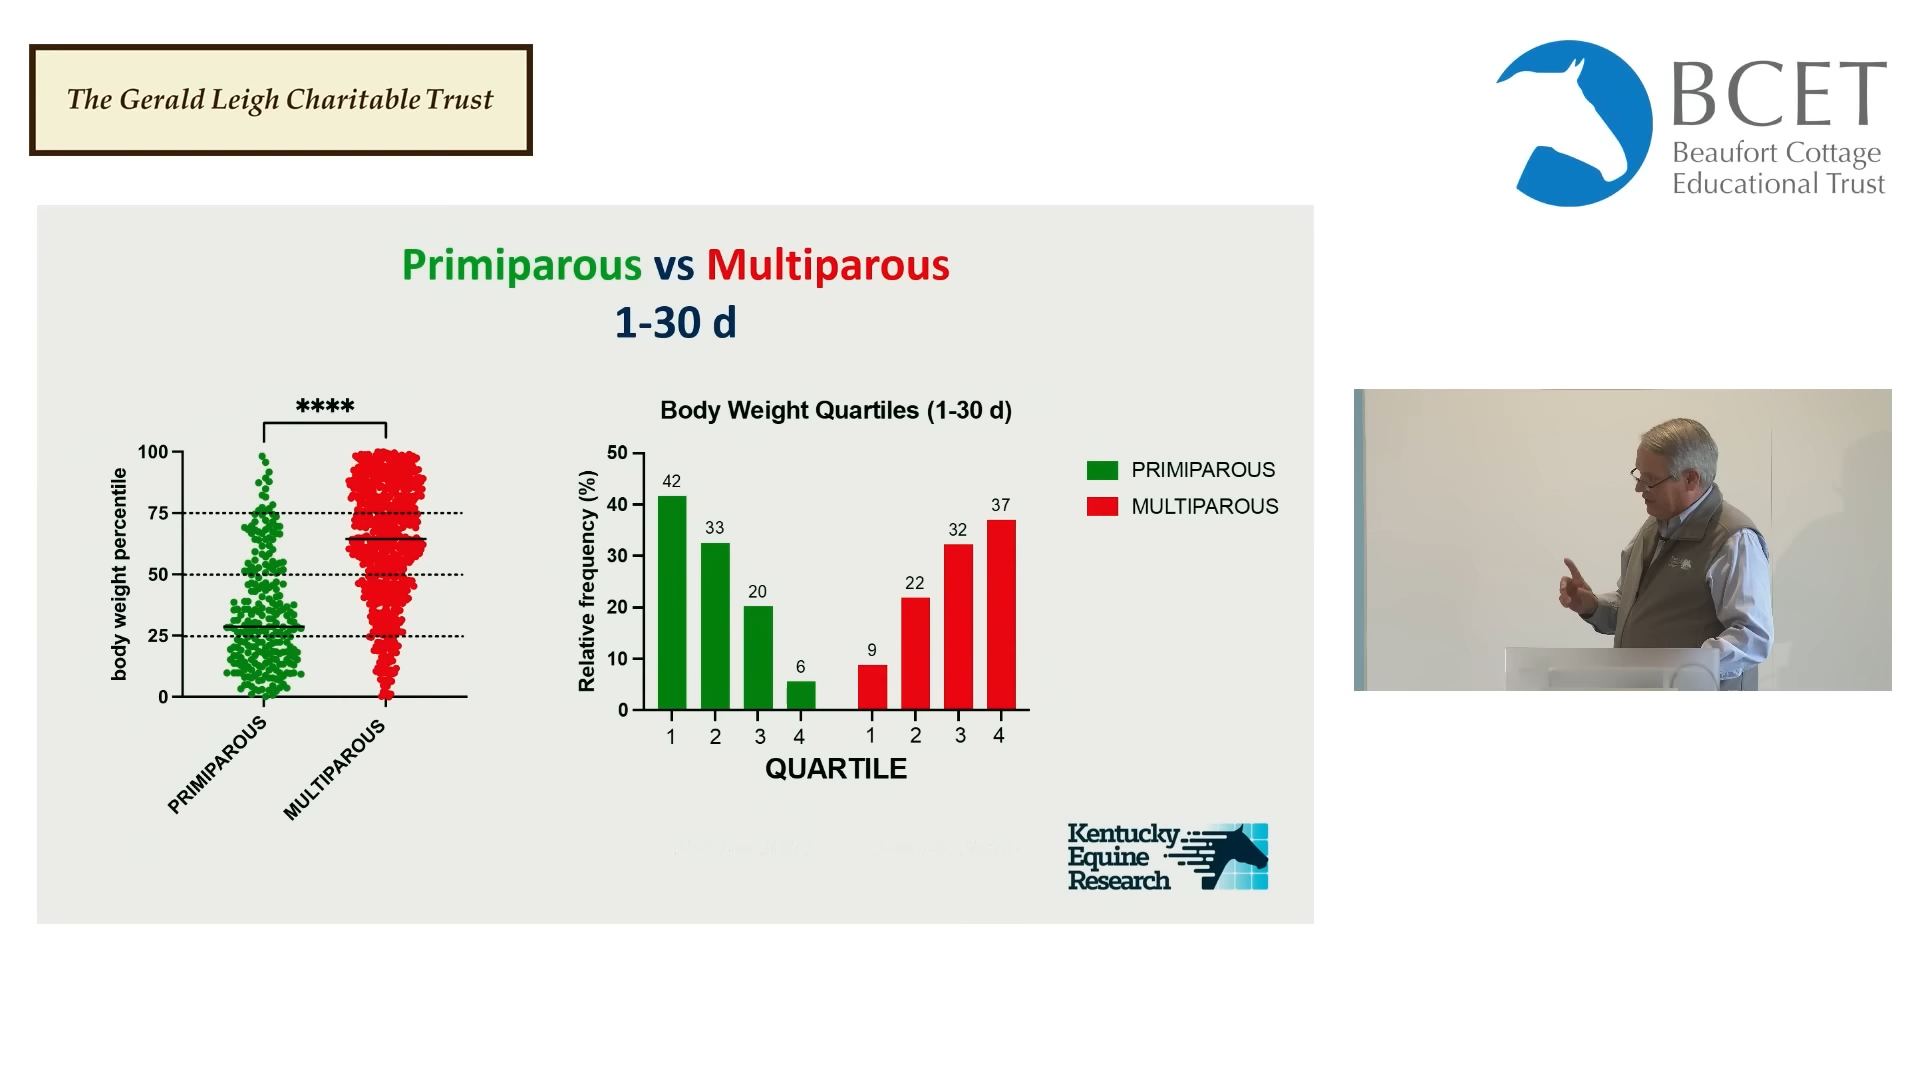 The Gerald Leigh Charitable Trust
BCET
Beaufort Cottage
Educational Trust
Primiparous vs Multiparous
1-30 d
****
body weight percentile
100
75
50
25
0
PRIMIPAROUS
MULTIPAROUS
Body Weight Quartiles (1-30 d)
Relative frequency (%)
50
40
30
20
10
0
42
33
20
6
9
22
32
37
1 2 3 4 1 2 3 4
QUARTILE
PRIMIPAROUS
MULTIPAROUS
Kentucky
Equine
Research